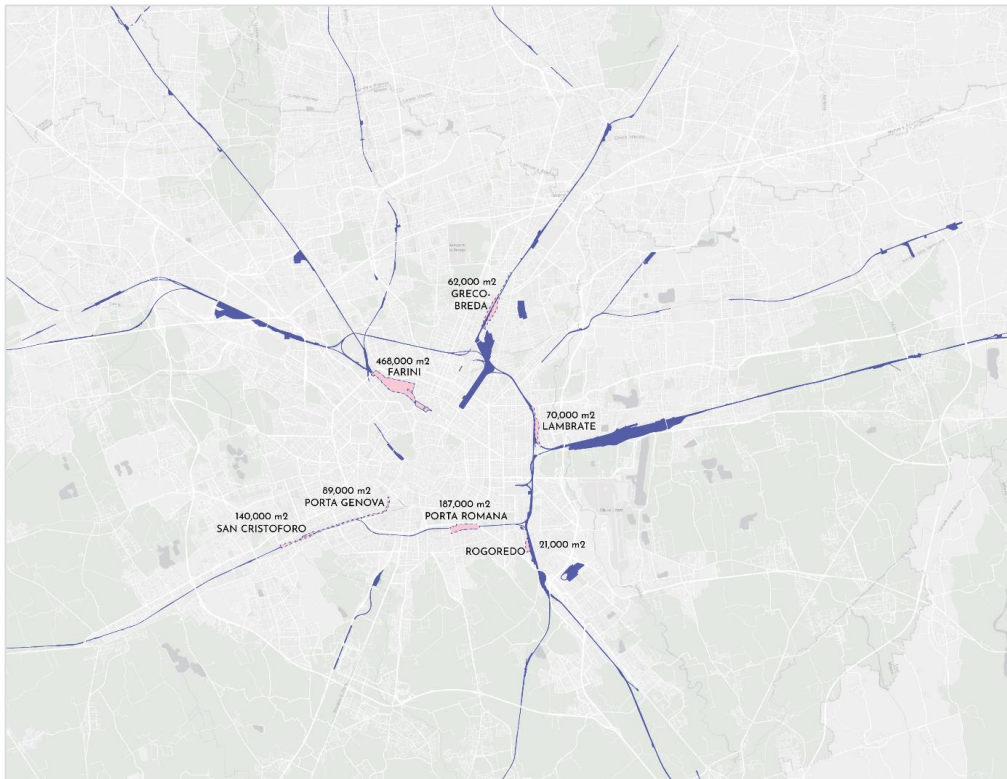 62,000 m2
GRECO-
BREDA
468,000 m2
FARINI
70,000 m2
LAMBRATE
89,000 m2
PORTA GENOVA
187,000 m2
PORTA ROMANA
140,000 m2
SAN CRISTOFORO
ROGOREDO
21,000 m2